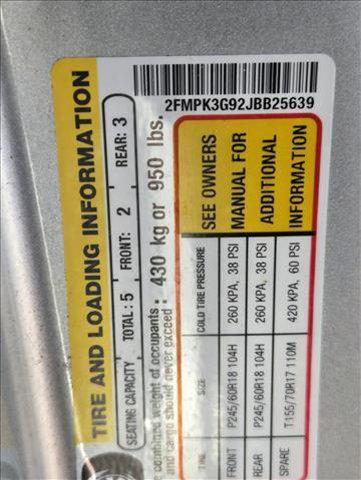 2FMPK3G92JBB25639
TIRE AND LOADING INFORMATION
SEATING CAPACITY TOTAL: 5 FRONT: 2 REAR: 3
combined weight of occupants
and cargo should never exceed: 430 kg or 950 lbs.
SIZE COLD TIRE PRESSURE SEE OWNERS
FRONT P245/60R18 104H 260 KPA, 38 PSI MANUAL FOR
REAR P245/60R18 104H 260 KPA, 38 PSI ADDITIONAL
SPARE T155/70R17 110M 420 KPA, 60 PSI INFORMATION